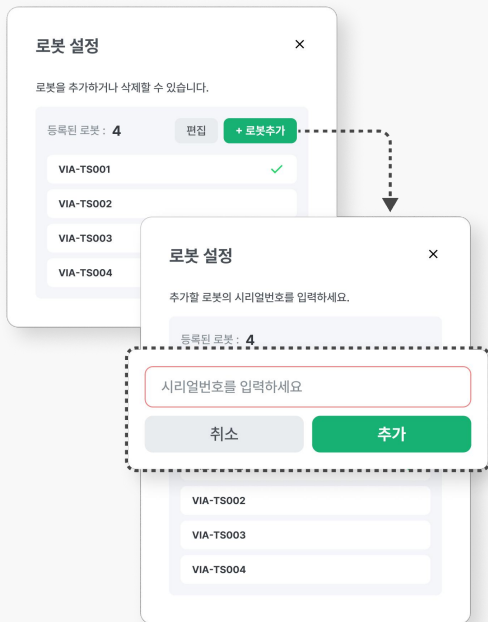 로봇 설정
로봇을 추가하거나 삭제할 수 있습니다.
등록된 로봇 : 4
편집
+ 로봇추가
VIA-TS001
VIA-TS002
VIA-TS003
VIA-TS004
로봇 설정
추가할 로봇의 시리얼번호를 입력하세요.
등록된 로봇 : 4
시리얼번호를 입력하세요
취소
추가
VIA-TS002
VIA-TS003
VIA-TS004